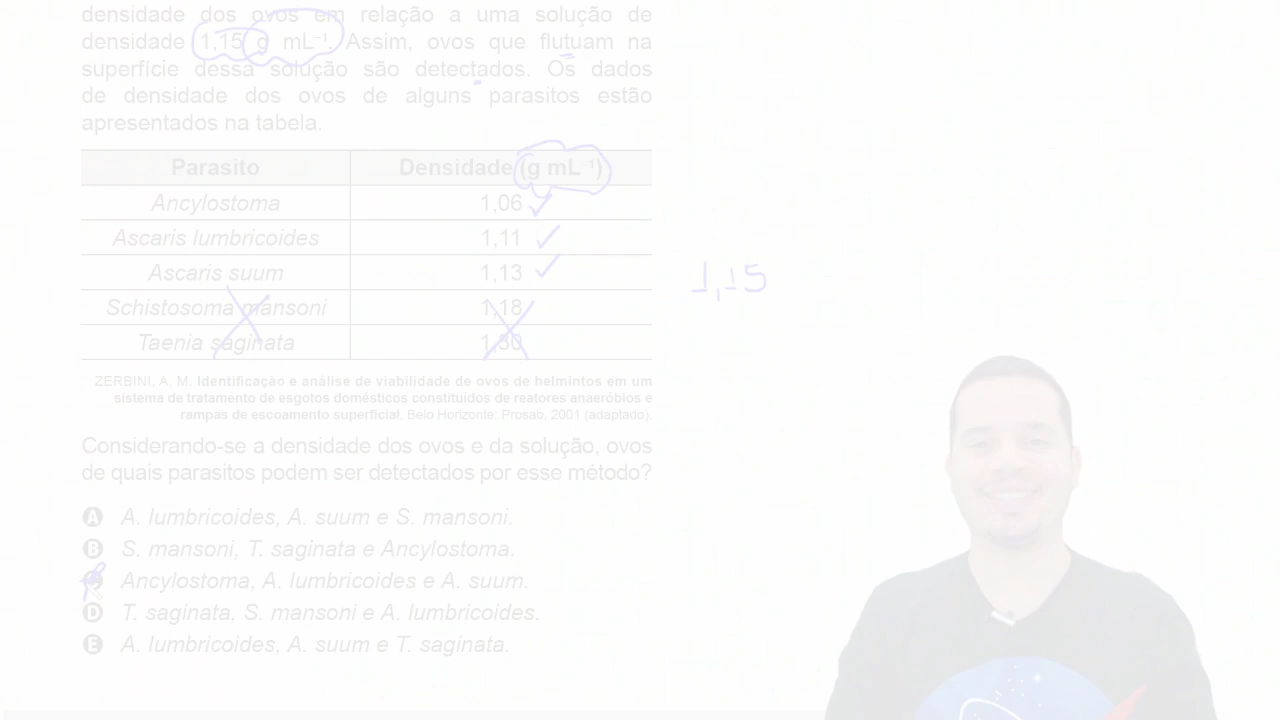 densidade dos ovos em relação a uma solução de
densidade 1,15 g mL⁻¹. Assim, ovos que flutuam na
superfície dessa solução são detectados. Os dados
de densidade dos ovos de alguns parasitos estão
apresentados na tabela.
Parasito Densidade (g mL⁻¹)
Ancylostoma 1,06
Ascaris lumbricoides 1,11
Ascaris suum 1,13
1,15
Schistosoma mansoni 1,18
Taenia saginata 1,30
ZERBINI, A. M. Identificação e análise de viabilidade de ovos de helmintos em um
sistema de tratamento de esgotos domésticos constituídos de reatores anaeróbios e
rampas de escoamento superficial. Belo Horizonte: Prosab, 2001 (adaptado).
Considerando-se a densidade dos ovos e da solução, ovos
de quais parasitos podem ser detectados por esse método?
A A. lumbricoides, A. suum e S. mansoni.
B S. mansoni, T. saginata e Ancylostoma.
C Ancylostoma, A. lumbricoides e A. suum.
D T. saginata, S. mansoni e A. lumbricoides.
E A. lumbricoides, A. suum e T. saginata.